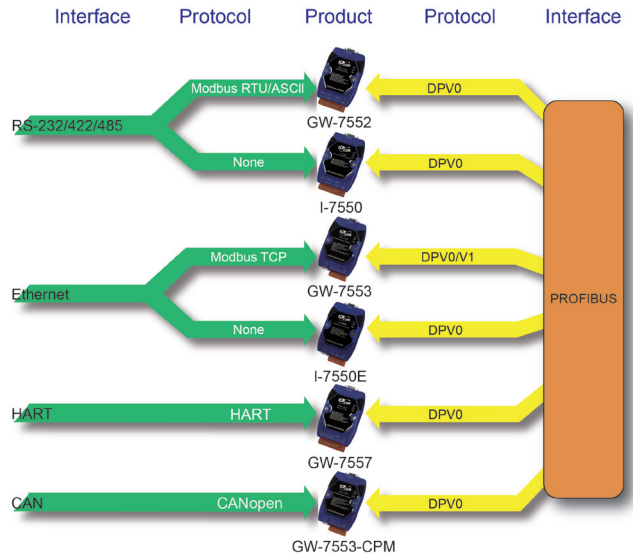 Interface Protocol Product Protocol Interface
Modbus RTU/ASCII DPV0
GW-7552
RS-232/422/485
None DPV0
I-7550
Modbus TCP DPV0/V1
GW-7553
Ethernet
PROFIBUS
None DPV0
I-7550E
HART HART DPV0
GW-7557
CAN CANopen DPV0
GW-7553-CPM